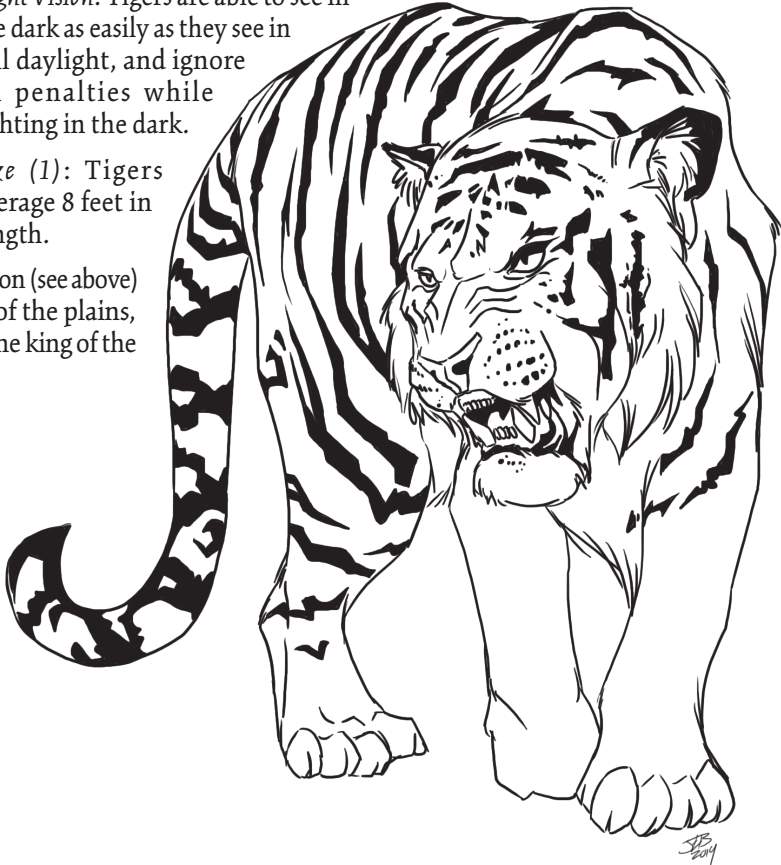 ght Vision: Tigers are able to see in
e dark as easily as they see in
l daylight, and ignore
penalties while
hting in the dark.
ze (1): Tigers
erage 8 feet in
ngth.
on (see above)
of the plains,
ne king of the
2014